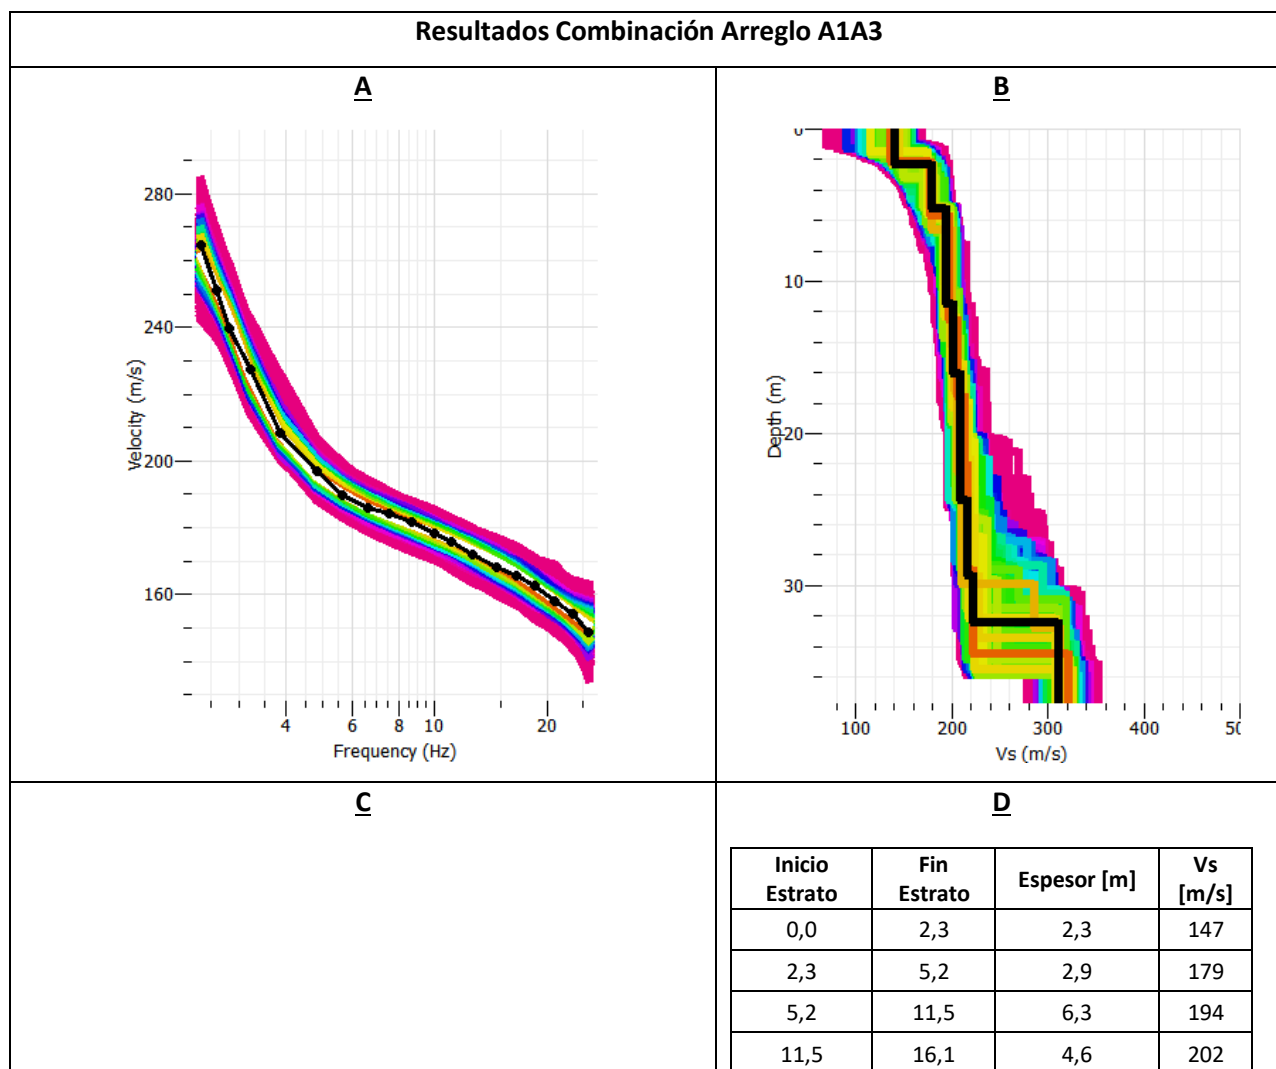 Resultados Combinación Arreglo A1A3
A
B
280
240
200
160
Velocity (m/s)
4 6 8 10 20
Frequency (Hz)
0
10
20
30
Depth (m)
100 200 300 400
Vs (m/s)
C
D
Inicio Estrato Fin Estrato Espesor [m] Vs [m/s]
0,0 2,3 2,3 147
2,3 5,2 2,9 179
5,2 11,5 6,3 194
11,5 16,1 4,6 202